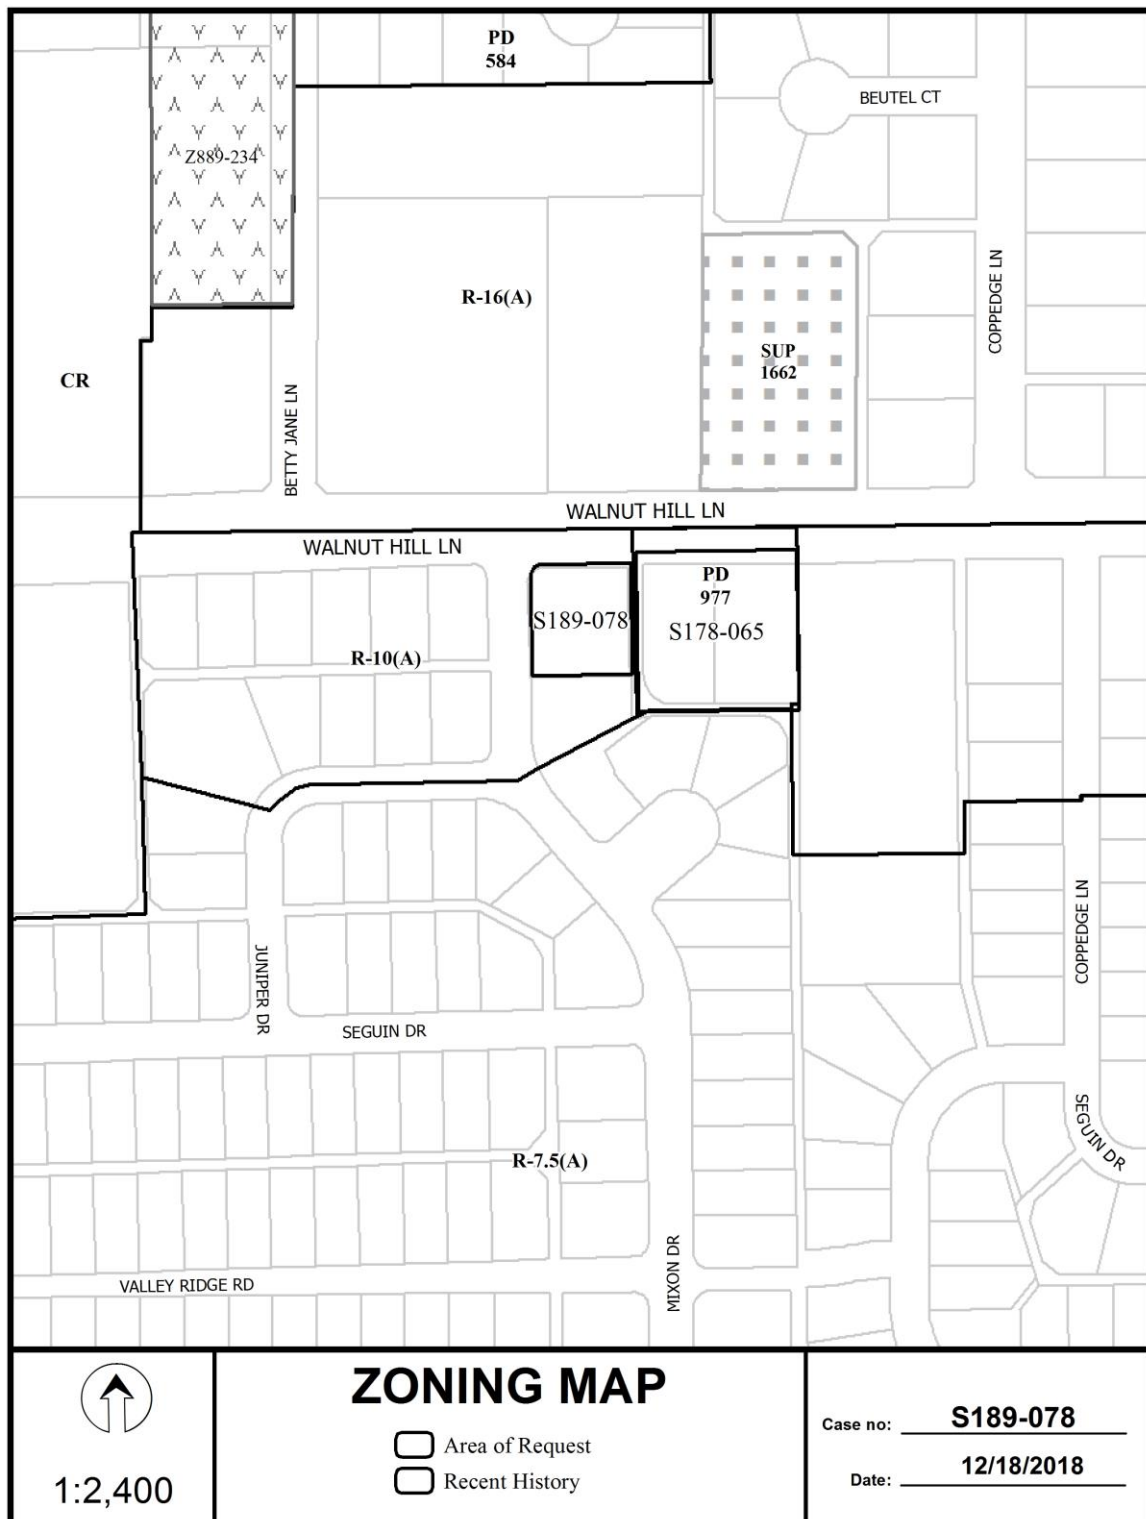 PD
584
BEUTEL CT
Z889-234
COPPEDGE LN
R-16(A)
SUP
1662
CR
BETTY JANE LN
WALNUT HILL LN
WALNUT HILL LN
PD
977
S189-078
S178-065
R-10(A)
COPPEDGE LN
JUNIPER DR
SEGUIN DR
SEGUIN DR
R-7.5(A)
MIXON DR
VALLEY RIDGE RD
1:2,400
ZONING MAP
Area of Request
Recent History
Case no: S189-078
Date: 12/18/2018